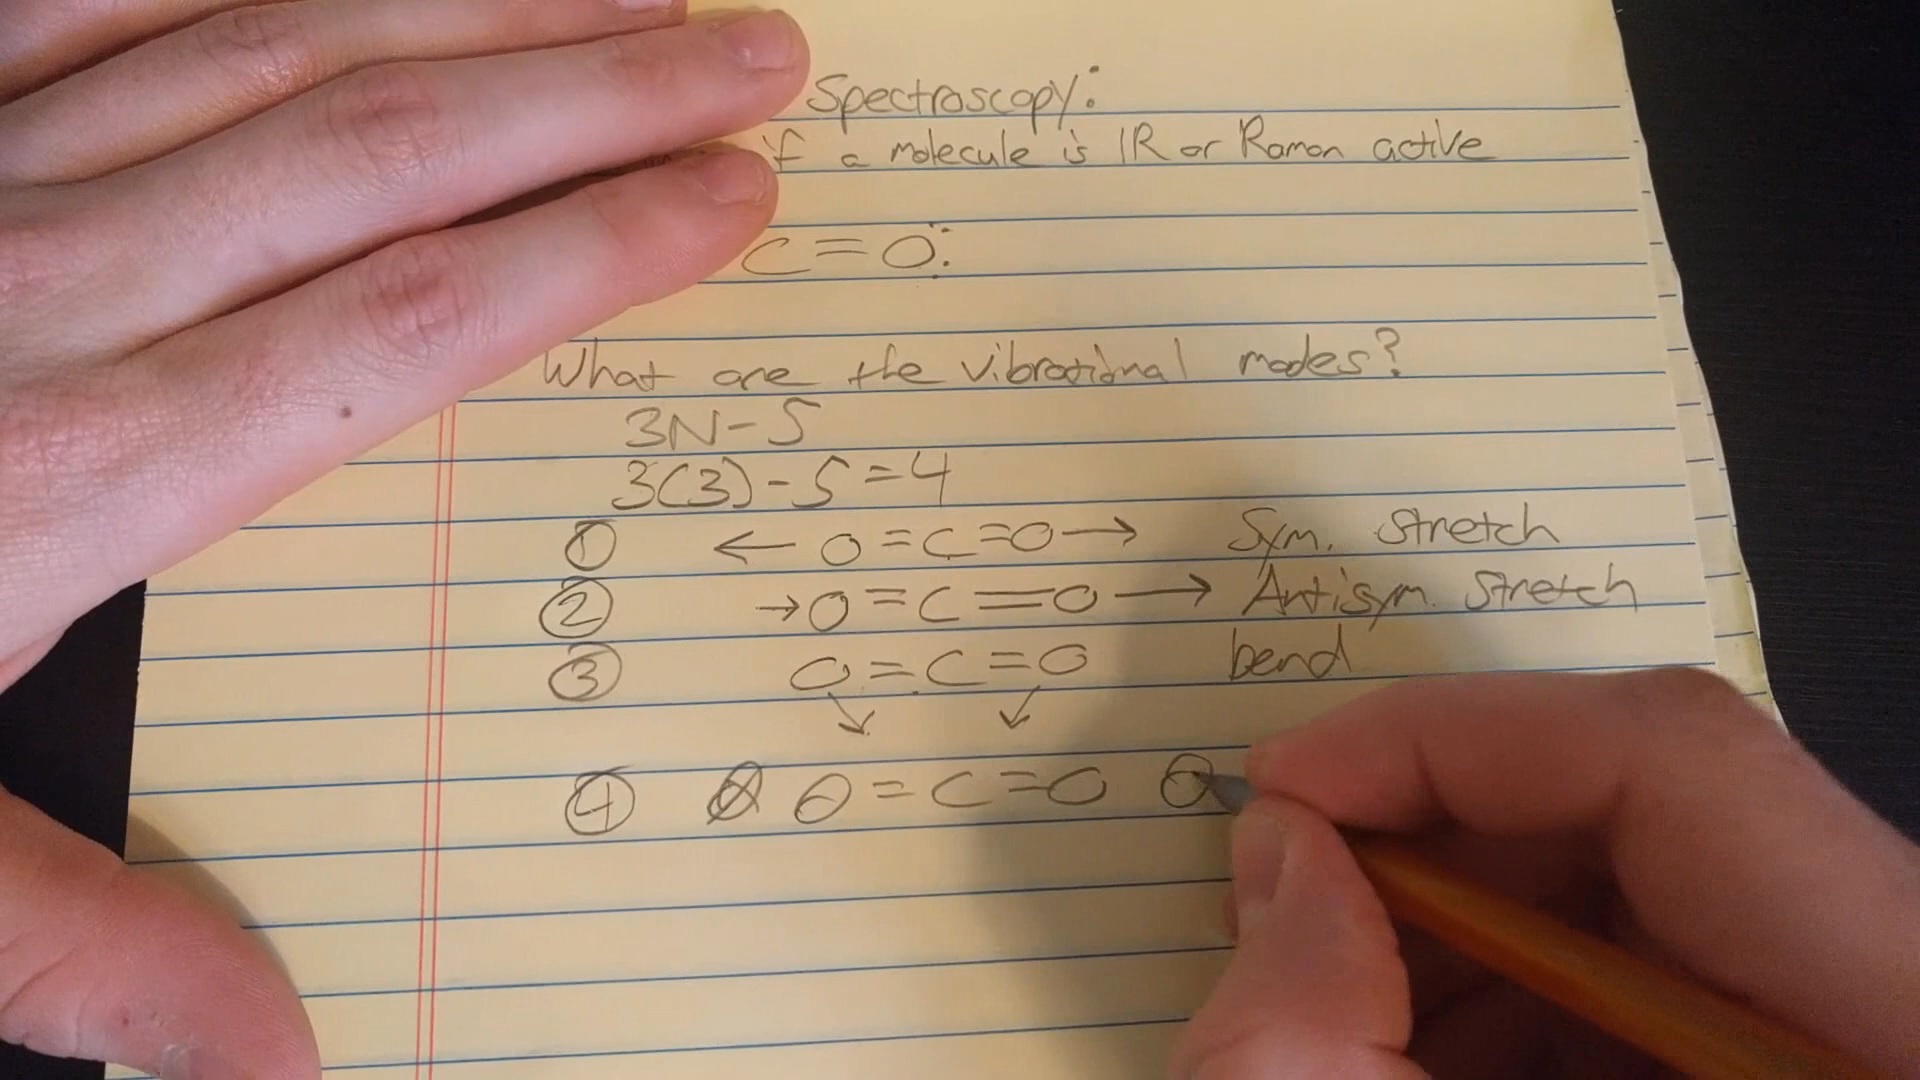 Spectroscopy:
if a molecule is IR or Raman active
C=O:
What are the vibrational modes?
3N-5
3(3)-5=4
① ← O=C=O → Sym. Stretch
② →O=C=O → Antisym. Stretch
③ O=C=O bend
↘ ↙
④ O=C=O